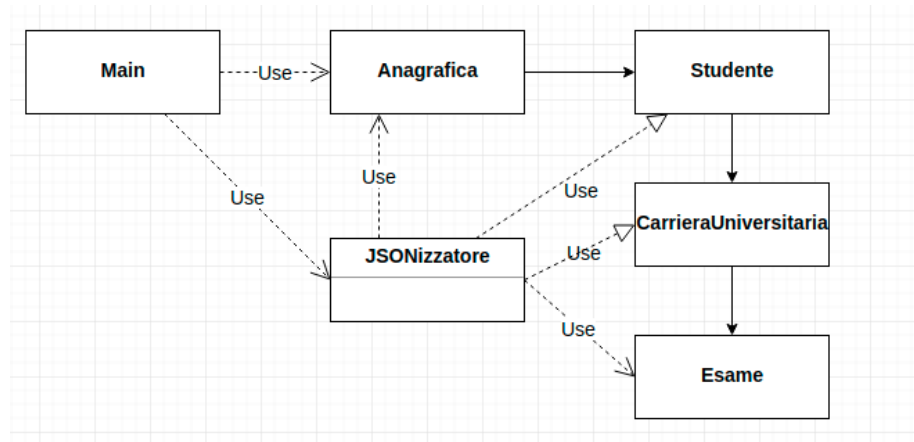 Main
Use
Anagrafica
Studente
Use
Use
Use
CarrieraUniversitaria
JSONizzatore
Use
Use
Esame